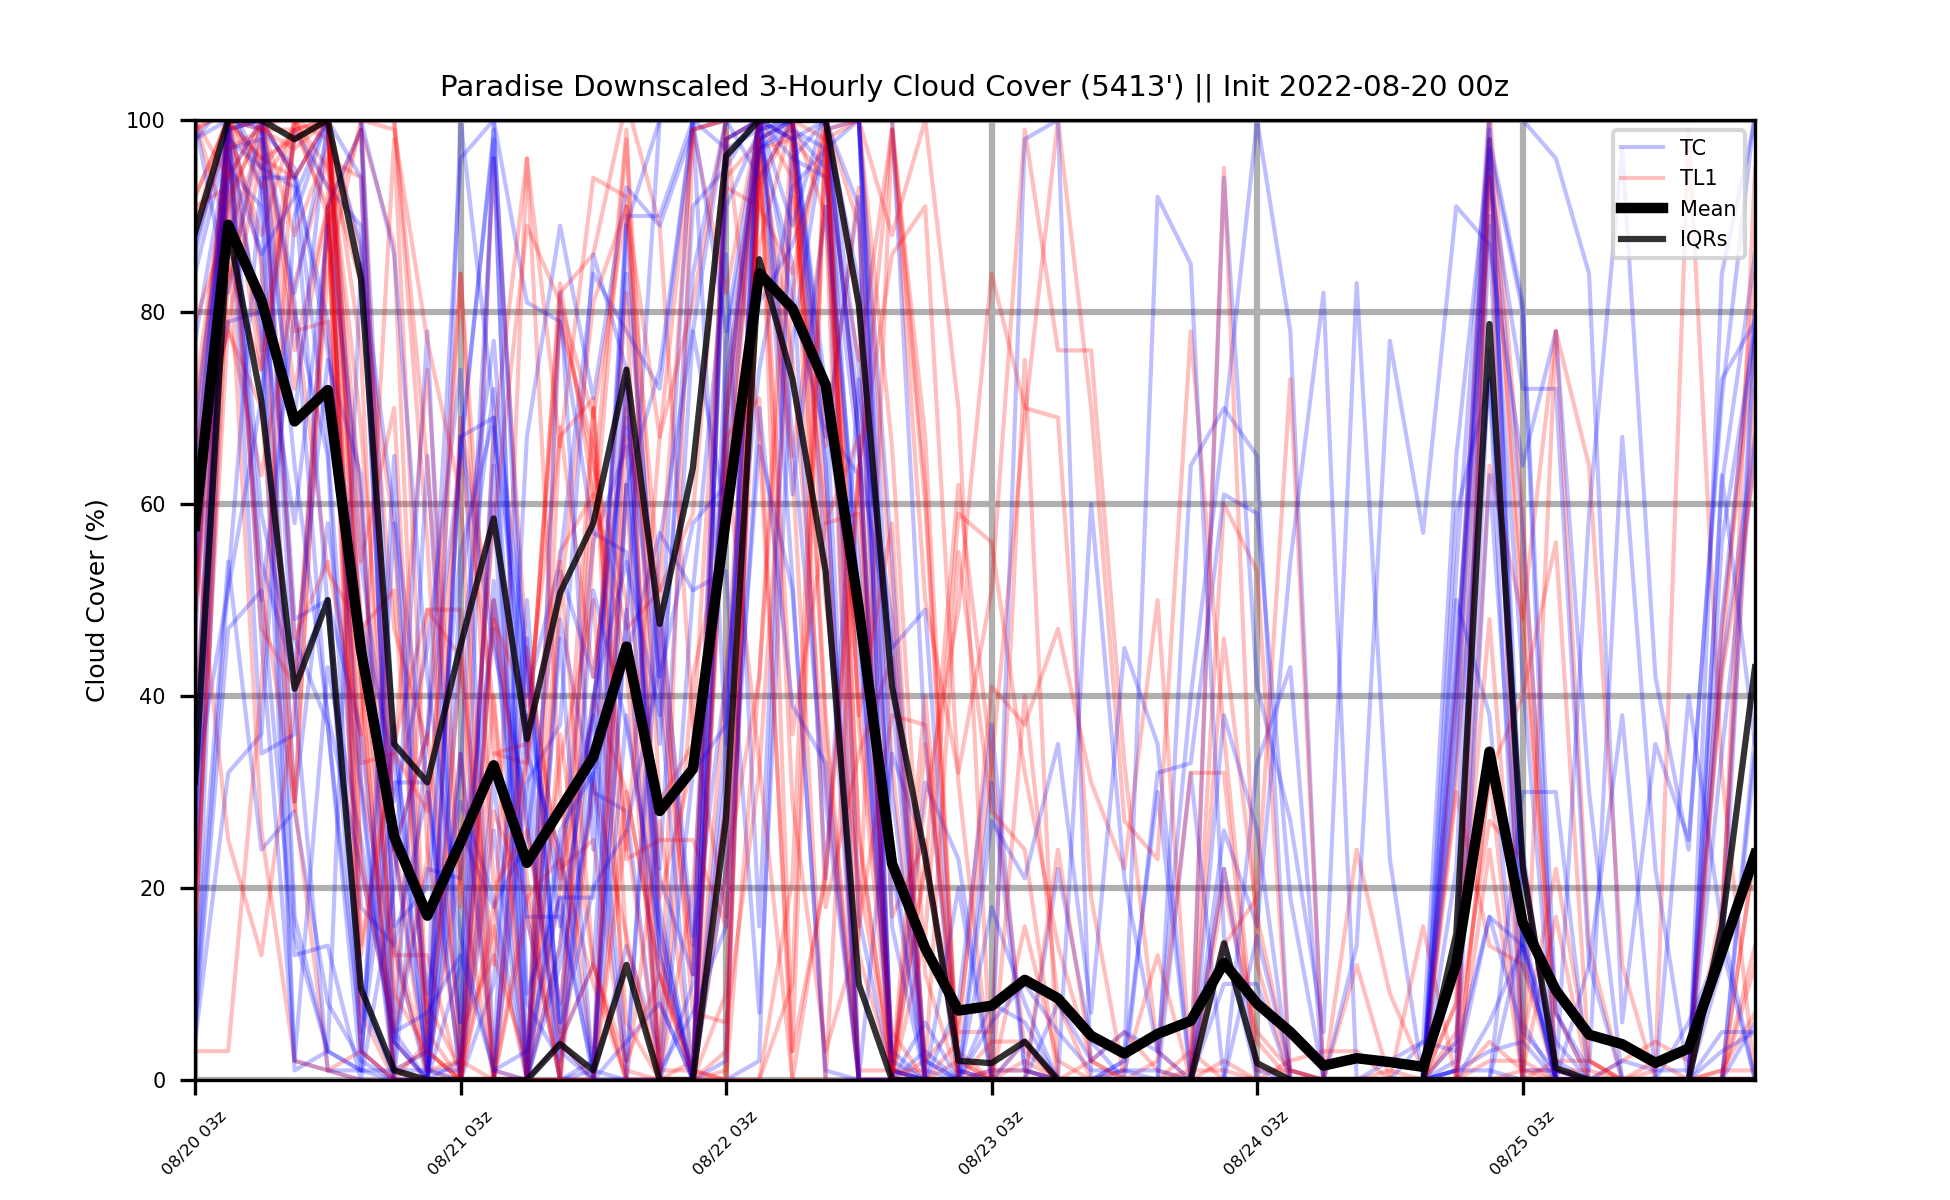 Paradise Downscaled 3-Hourly Cloud Cover (5413') || Init 2022-08-20 00z
Cloud Cover (%)
100
80
60
40
20
0
TC
TL1
Mean
IQRs
08/20 03z
08/21 03z
08/22 03z
08/23 03z
08/24 03z
08/25 03z